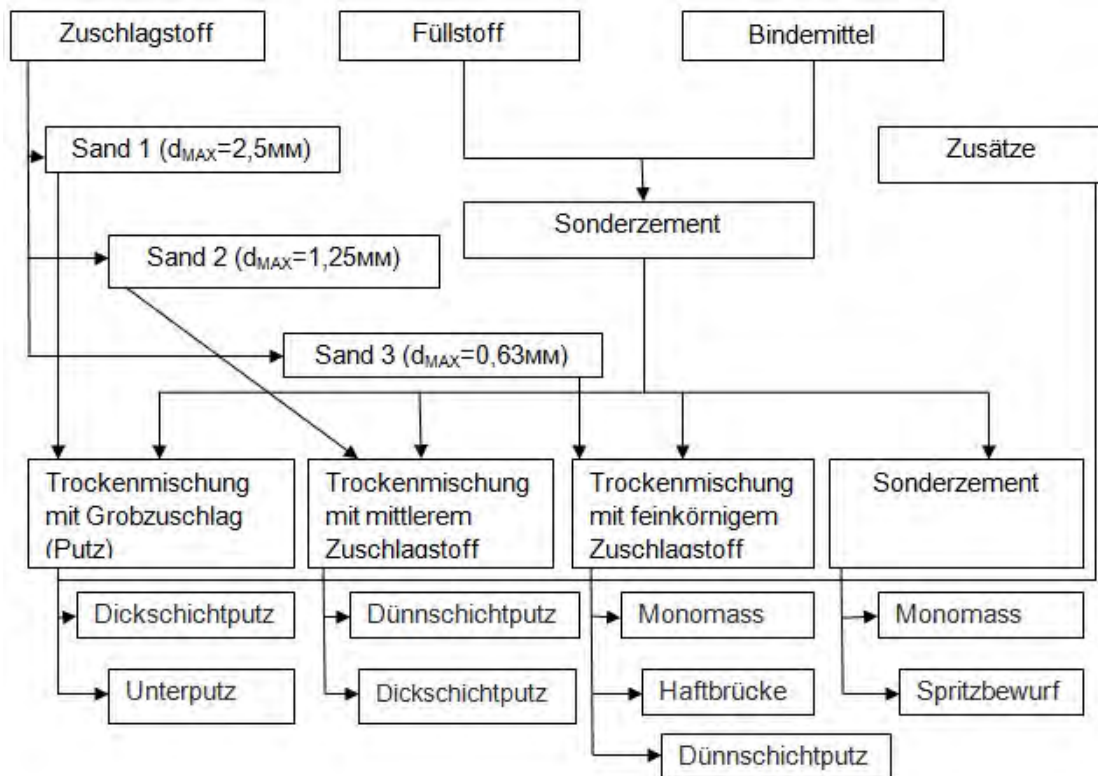 Zuschlagstoff
Füllstoff
Bindemittel
Sand 1 (dMAX=2,5мм)
Zusätze
Sonderzement
Sand 2 (dMAX=1,25мм)
Sand 3 (dMAX=0,63мм)
Trockenmischung
mit Grobzuschlag
(Putz)
Trockenmischung
mit mittlerem
Zuschlagstoff
Trockenmischung
mit feinkörnigem
Zuschlagstoff
Sonderzement
Dickschichtputz
Dünnschichtputz
Monomass
Monomass
Unterputz
Dickschichtputz
Haftbrücke
Spritzbewurf
Dünnschichtputz